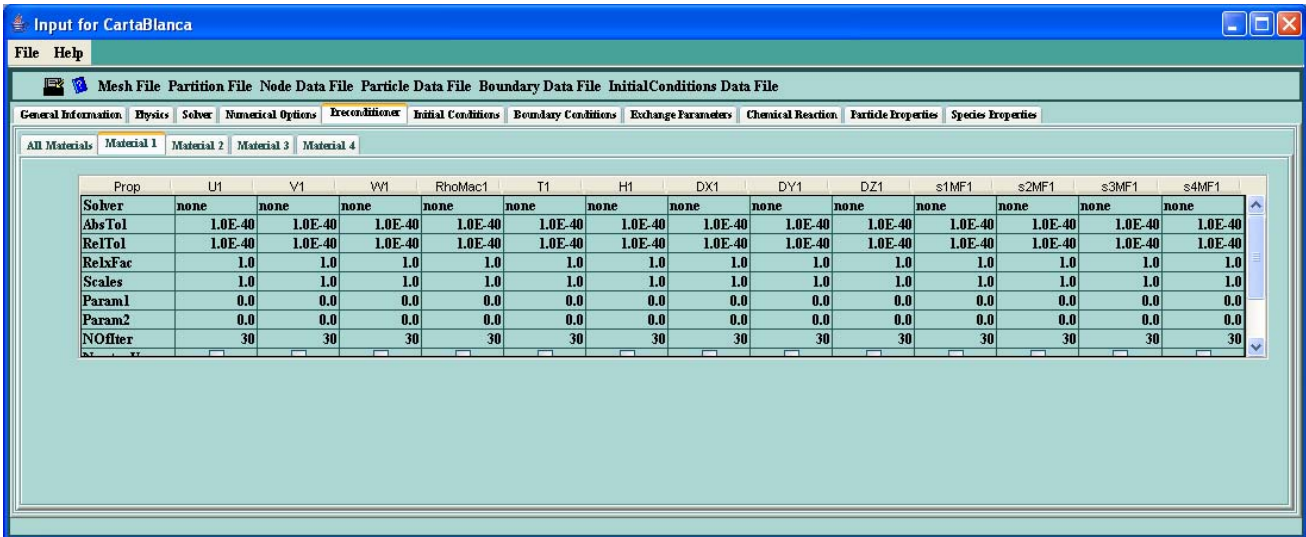 Input for CartaBlanca
File Help
Mesh File Partition File Node Data File Particle Data File Boundary Data File InitialConditions Data File
General Information Physics Solver Numerical Options Preconditioner Initial Conditions Boundary Conditions Exchange Parameters Chemical Reaction Particle Properties Species Properties
All Materials Material 1 Material 2 Material 3 Material 4
Prop U1 V1 W1 RhoMac1 T1 H1 DX1 DY1 DZ1 s1MF1 s2MF1 s3MF1 s4MF1
Solver none none none none none none none none none none none none none
AbsTol 1.0E-40 1.0E-40 1.0E-40 1.0E-40 1.0E-40 1.0E-40 1.0E-40 1.0E-40 1.0E-40 1.0E-40 1.0E-40 1.0E-40 1.0E-40
RelTol 1.0E-40 1.0E-40 1.0E-40 1.0E-40 1.0E-40 1.0E-40 1.0E-40 1.0E-40 1.0E-40 1.0E-40 1.0E-40 1.0E-40 1.0E-40
RelxFac 1.0 1.0 1.0 1.0 1.0 1.0 1.0 1.0 1.0 1.0 1.0 1.0 1.0
Scales 1.0 1.0 1.0 1.0 1.0 1.0 1.0 1.0 1.0 1.0 1.0 1.0 1.0
Param1 0.0 0.0 0.0 0.0 0.0 0.0 0.0 0.0 0.0 0.0 0.0 0.0 0.0
Param2 0.0 0.0 0.0 0.0 0.0 0.0 0.0 0.0 0.0 0.0 0.0 0.0 0.0
NOfIter 30 30 30 30 30 30 30 30 30 30 30 30 30